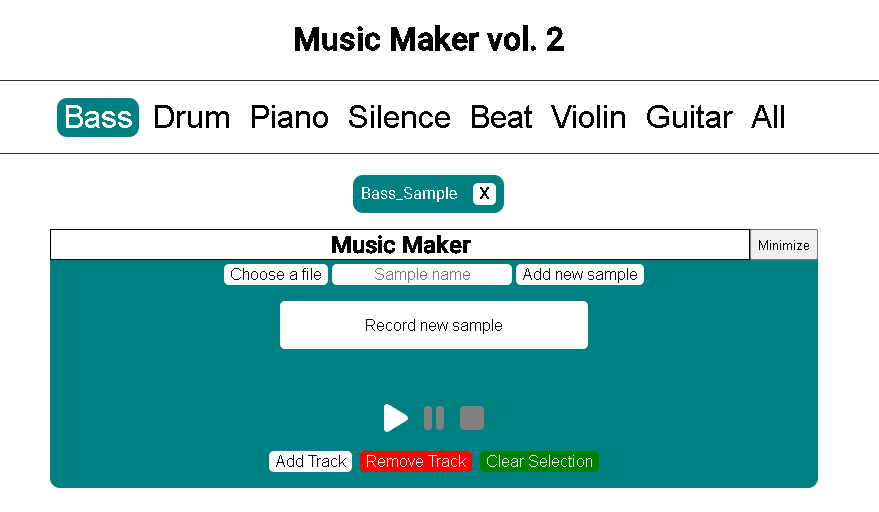 Music Maker vol. 2
Bass Drum Piano Silence Beat Violin Guitar All
Bass_Sample X
Music Maker Minimize
Choose a file Sample name Add new sample
Record new sample
Add Track Remove Track Clear Selection